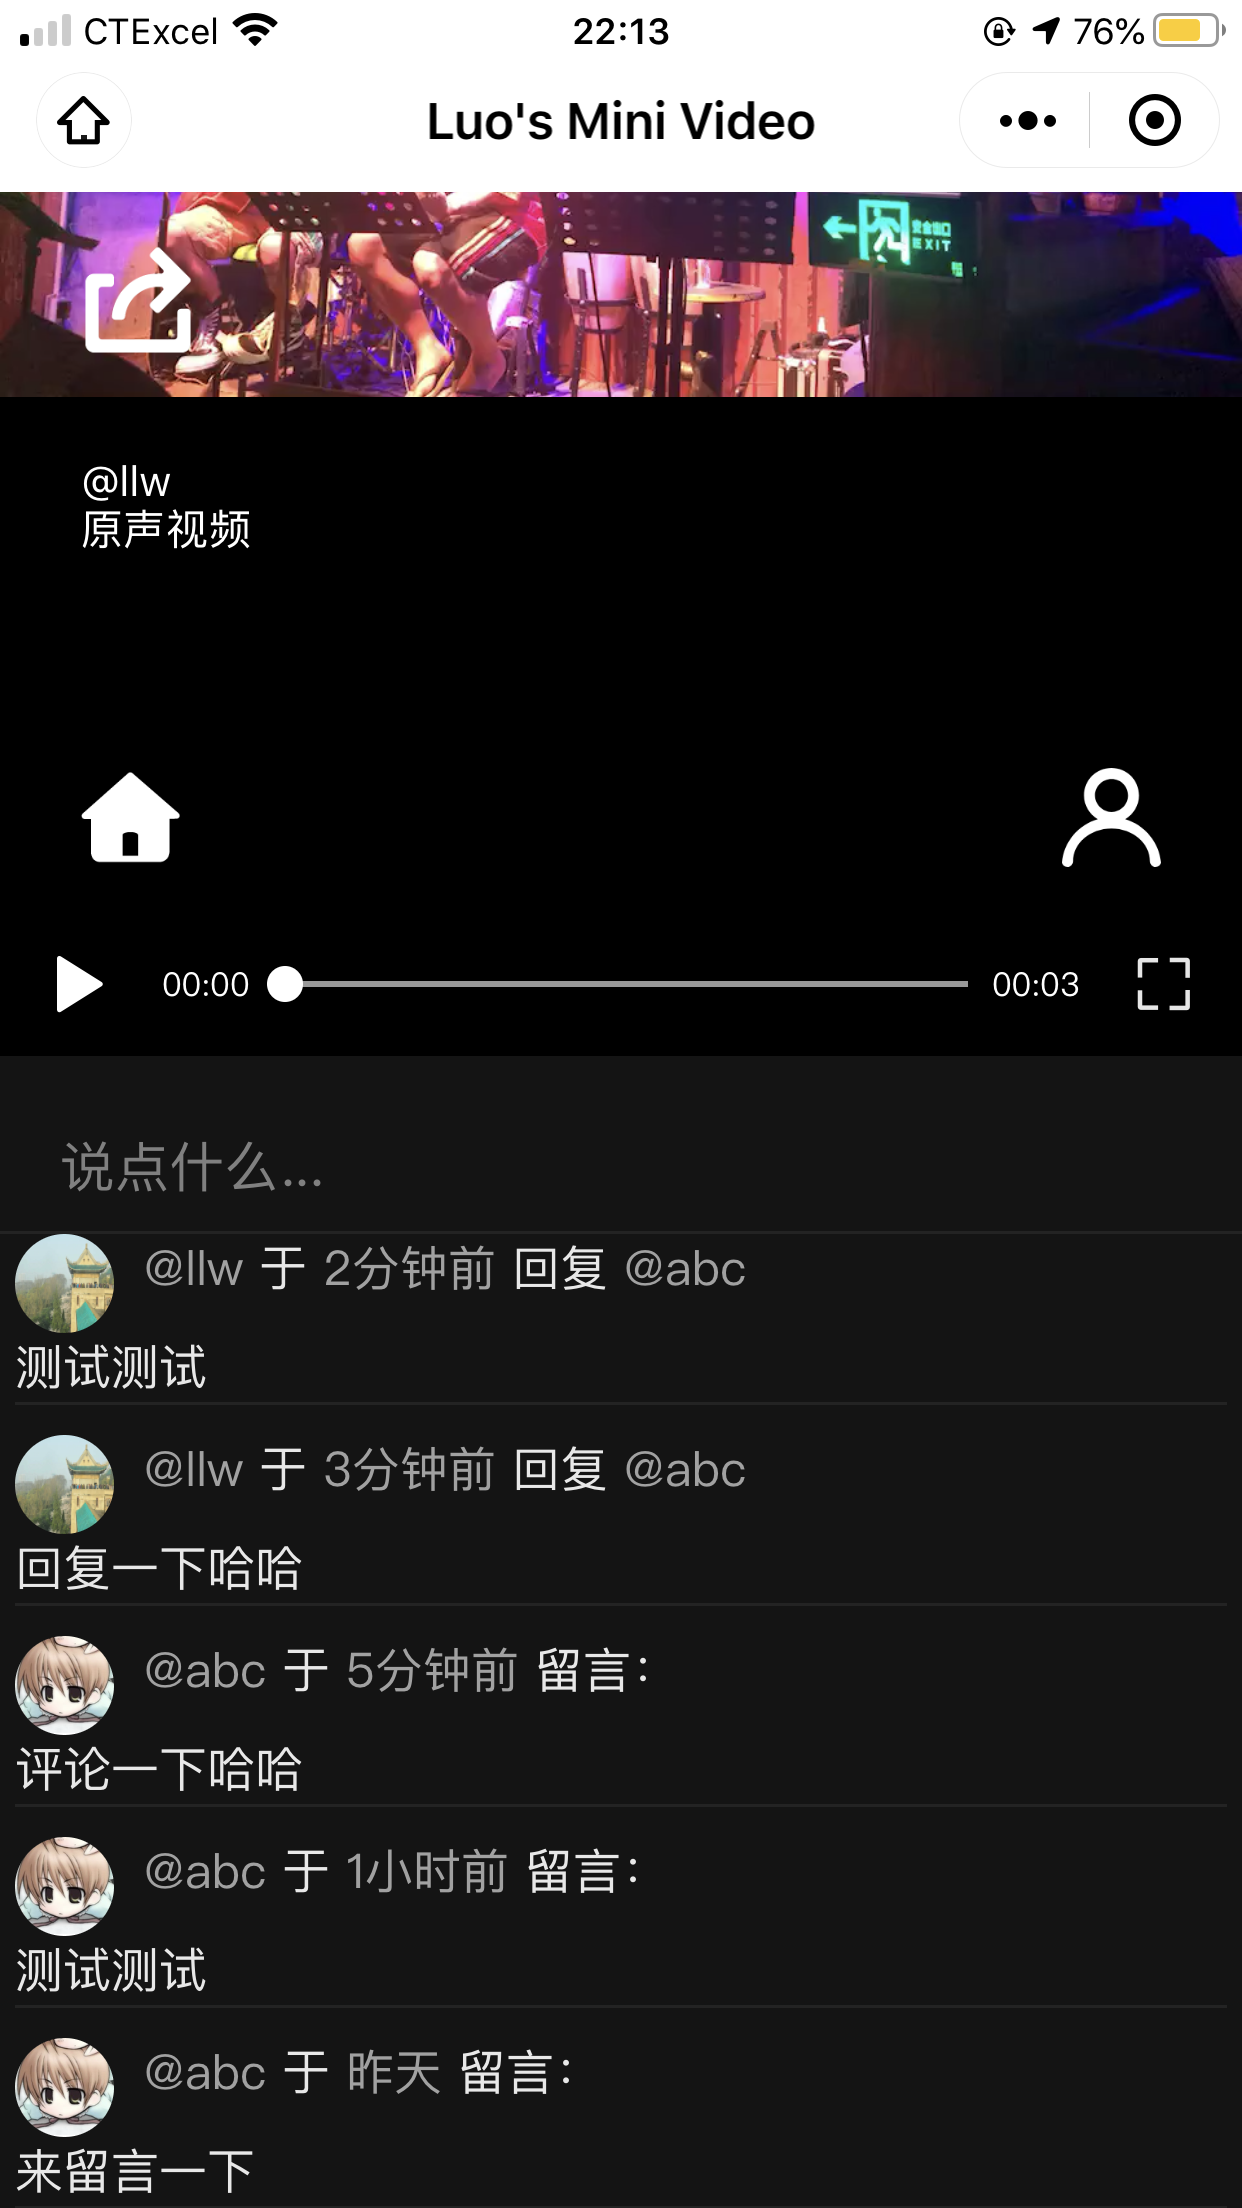 CTExcel 22:13 76%
Luo's Mini Video
安全出口
EXIT
@llw
原声视频
00:00 00:03
说点什么...
@llw 于 2分钟前 回复 @abc
测试测试
@llw 于 3分钟前 回复 @abc
回复一下哈哈
@abc 于 5分钟前 留言：
评论一下哈哈
@abc 于 1小时前 留言：
测试测试
@abc 于 昨天 留言：
来留言一下